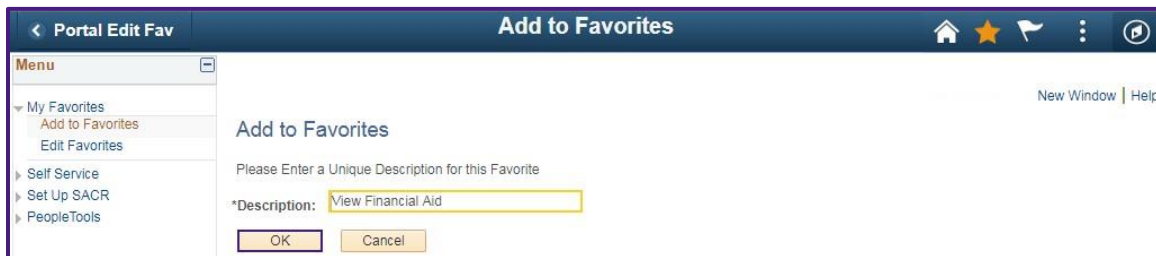 Portal Edit Fav
Add to Favorites
Menu
New Window | Help
My Favorites
Add to Favorites
Edit Favorites
Self Service
Set Up SACR
PeopleTools
Add to Favorites
Please Enter a Unique Description for this Favorite
*Description: View Financial Aid
OK Cancel